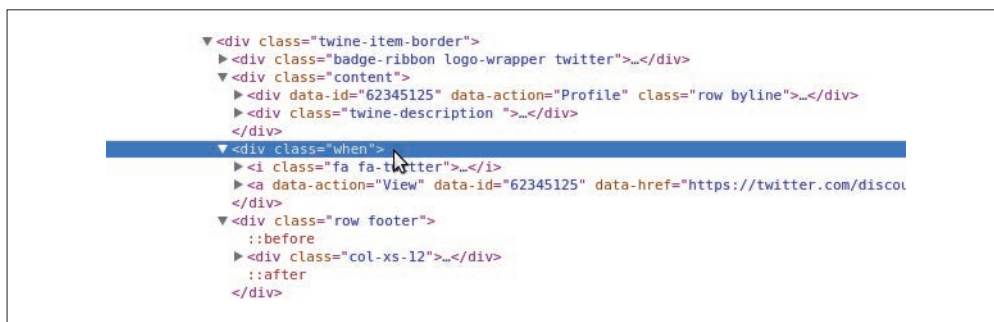 ▼<div class="twine-item-border">
▶<div class="badge-ribbon logo-wrapper twitter">…</div>
▼<div class="content">
▶<div data-id="62345125" data-action="Profile" class="row byline">…</div>
▶<div class="twine-description ">…</div>
</div>
▼<div class="when">
▶<i class="fa fa-twitter">…</i>
▶<a data-action="View" data-id="62345125" data-href="https://twitter.com/discou
</div>
▼<div class="row footer">
::before
▶<div class="col-xs-12">…</div>
::after
</div>